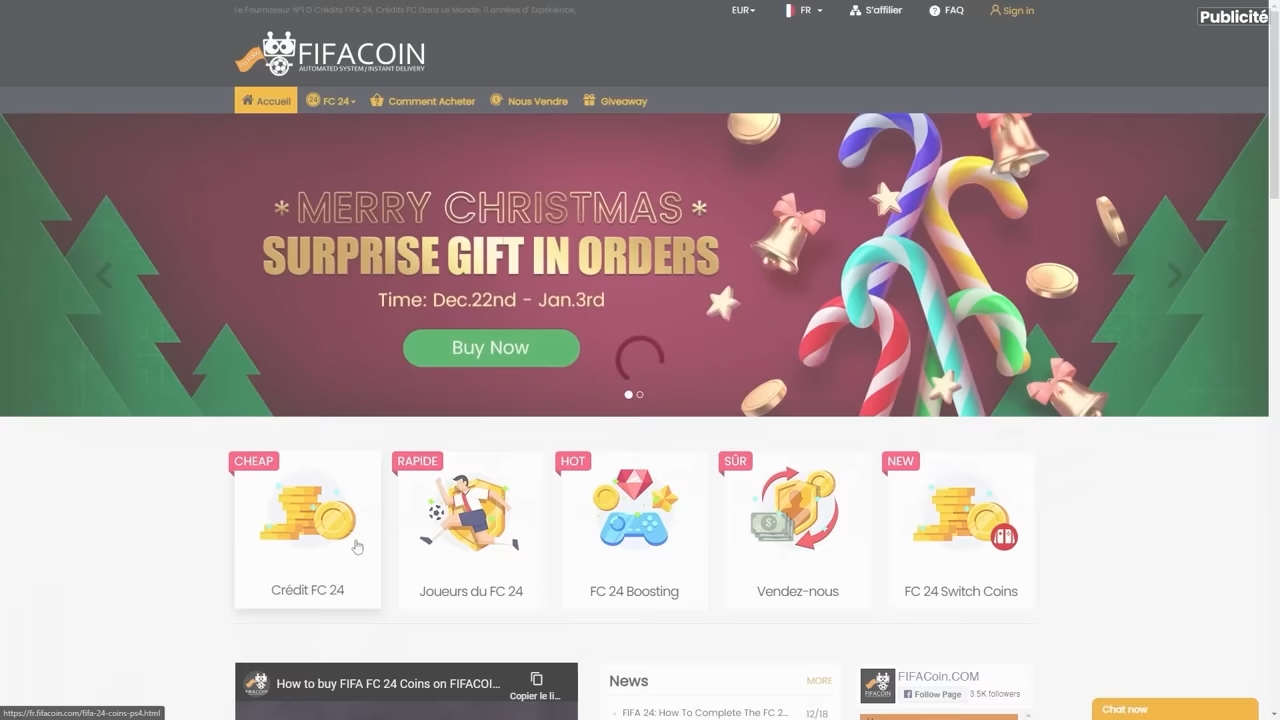 Le Fournisseur N°1 D Crédits FIFA 24, Crédits FC Dans Le Monde, 11.années d' Expérience,
EUR
FR
S'affilier
FAQ
Sign in
Publicité
FIFACOIN
AUTOMATED SYSTEM/INSTANT DELIVERY
Accueil
FC 24
Comment Acheter
Nous Vendre
Giveaway
*MERRY CHRISTMAS*
SURPRISE GIFT IN ORDERS
Time: Dec.22nd - Jan.3rd
Buy Now
CHEAP
RAPIDE
HOT
SÛR
NEW
Crédit FC 24
Joueurs du FC 24
FC 24 Boosting
Vendez-nous
FC 24 Switch Coins
How to buy FIFA FC 24 Coins on FIFACOI...
Copier le li...
News
MORE
FIFA 24: How To Complete The FC 2...
12/18
FIFACOIN
FIFACoin.COM
Follow Page
3.5K followers
Chat now
https://fr.fifacoin.com/fifa-24-coins-ps4.html